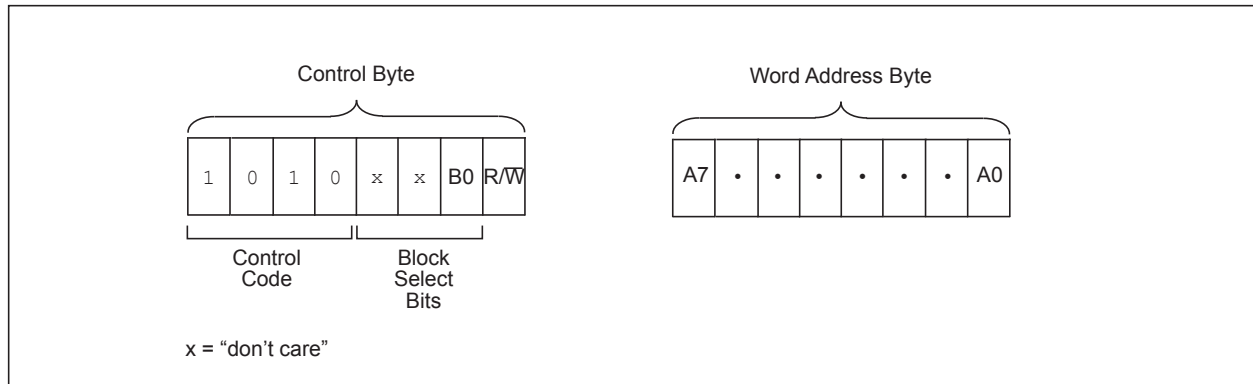 Control Byte
Word Address Byte
1 0 1 0 x x B0 R/W̅
A7 • • • • • • A0
Control
Code
Block
Select
Bits
x = “don’t care”